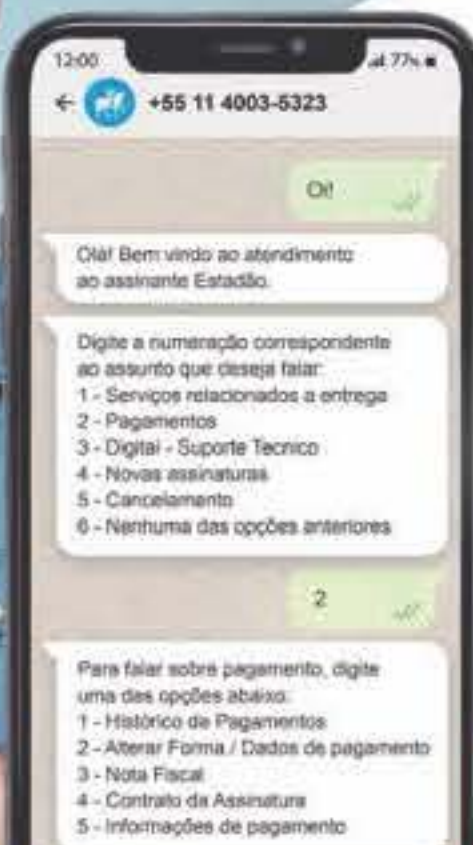 12:00
77%
+55 11 4003-5323
Oi!
Olá! Bem vindo ao atendimento
ao assinante Estadão.
Digite a numeração correspondente
ao assunto que deseja falar:
1 - Serviços relacionados a entrega
2 - Pagamentos
3 - Digital - Suporte Tecnico
4 - Novas assinaturas
5 - Cancelamento
6 - Nenhuma das opções anteriores
2
Para falar sobre pagamento, digite
uma das opções abaixo:
1 - Histórico de Pagamentos
2 - Alterar Forma / Dados de pagamento
3 - Nota Fiscal
4 - Contrato da Assinatura
5 - Informações de pagamento